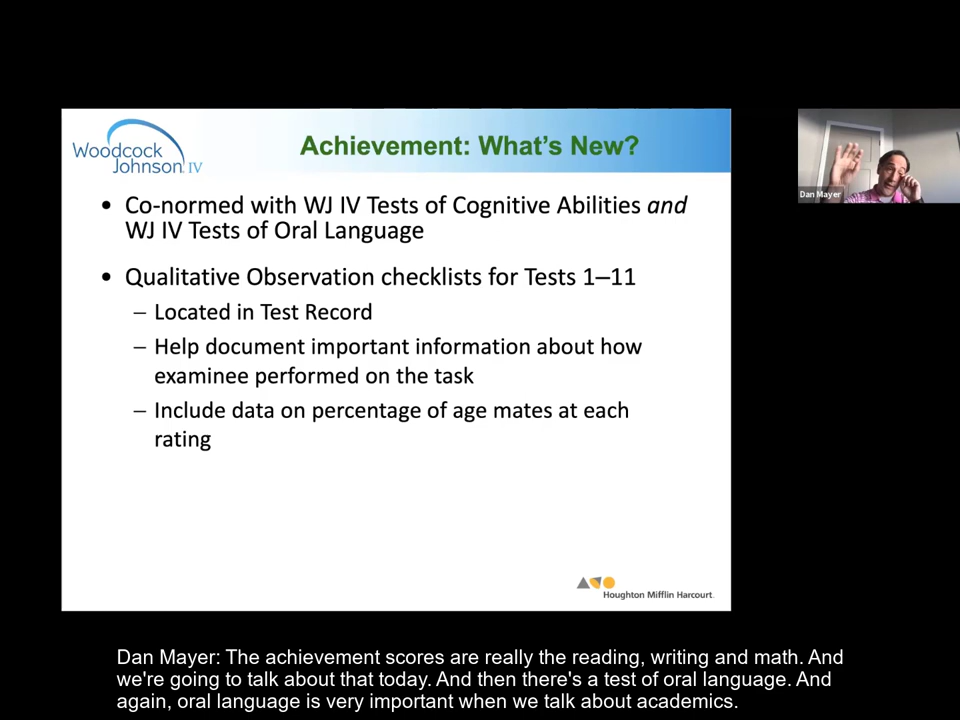 Woodcock
Johnson IV
Achievement: What's New?
• Co-normed with WJ IV Tests of Cognitive Abilities and
WJ IV Tests of Oral Language
• Qualitative Observation checklists for Tests 1–11
– Located in Test Record
– Help document important information about how
examinee performed on the task
– Include data on percentage of age mates at each
rating
Houghton Mifflin Harcourt.
Dan Mayer
Dan Mayer: The achievement scores are really the reading, writing and math. And
we're going to talk about that today. And then there's a test of oral language. And
again, oral language is very important when we talk about academics.